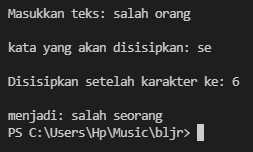 Masukkan teks: salah orang
kata yang akan disisipkan: se
Disisipkan setelah karakter ke: 6
menjadi: salah seorang
PS C:\Users\Hp\Music\bljr>